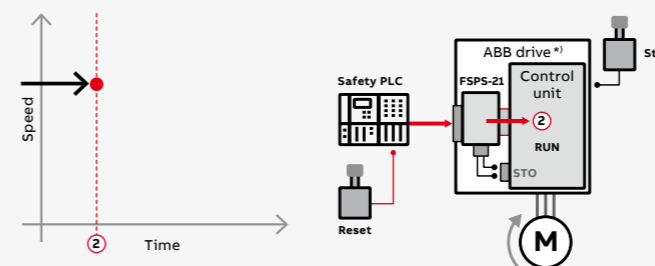 Speed
2
Time
Safety PLC
Reset
ABB drive *)
FSPS-21
Control
unit
2
RUN
STO
M